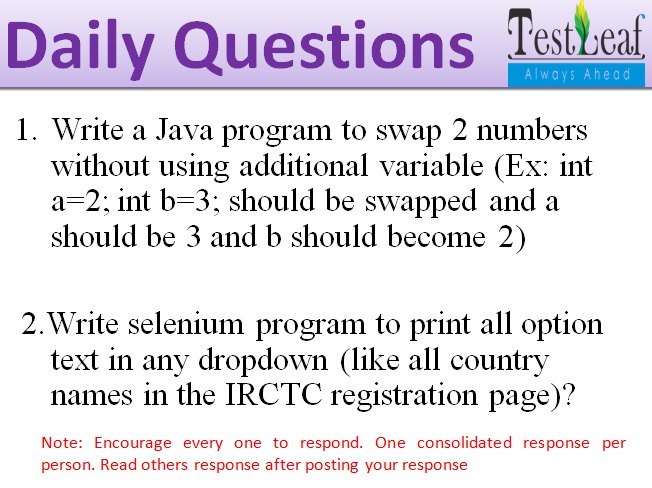 Daily Questions
TestLeaf
Always Ahead
1. Write a Java program to swap 2 numbers
without using additional variable (Ex: int
a=2; int b=3; should be swapped and a
should be 3 and b should become 2)
2.Write selenium program to print all option
text in any dropdown (like all country
names in the IRCTC registration page)?
Note: Encourage every one to respond. One consolidated response per
person. Read others response after posting your response